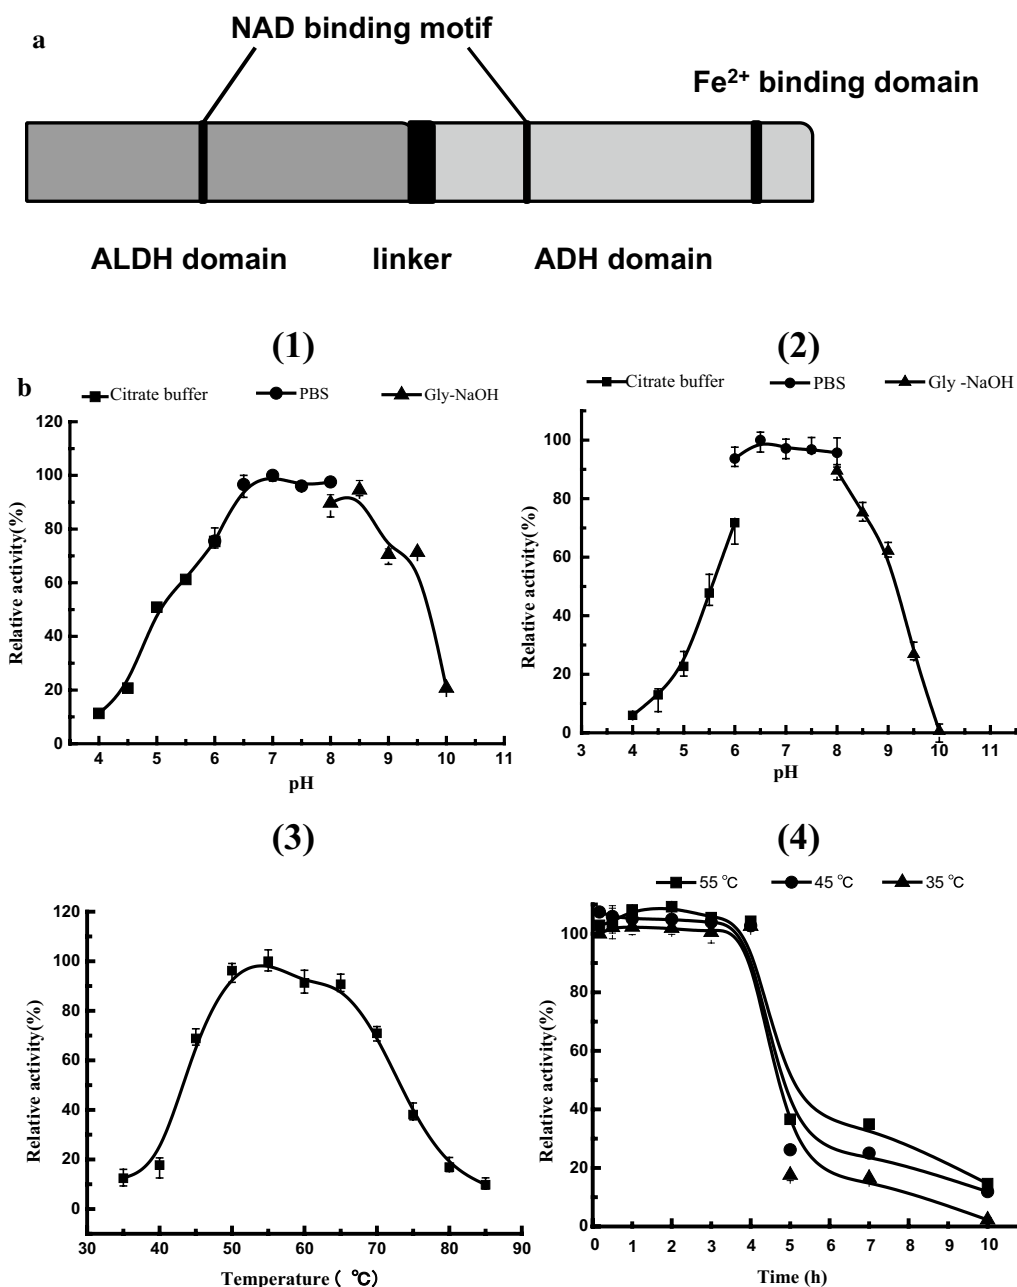 a
NAD binding motif
Fe²⁺ binding domain
ALDH domain
linker
ADH domain
b
(1)
Citrate buffer
PBS
Gly-NaOH
Relative activity(%)
120
100
80
60
40
20
0
4 5 6 7 8 9 10 11
pH
(2)
Citrate buffer
PBS
Gly -NaOH
Relative activity(%)
100
80
60
40
20
0
3 4 5 6 7 8 9 10 11
pH
(3)
Relative activity(%)
120
100
80
60
40
20
0
30 40 50 60 70 80 90
Temperature ( ℃)
(4)
55 ℃
45 ℃
35 ℃
Relative activity(%)
100
80
60
40
20
0
0 1 2 3 4 5 6 7 8 9 10
Time (h)